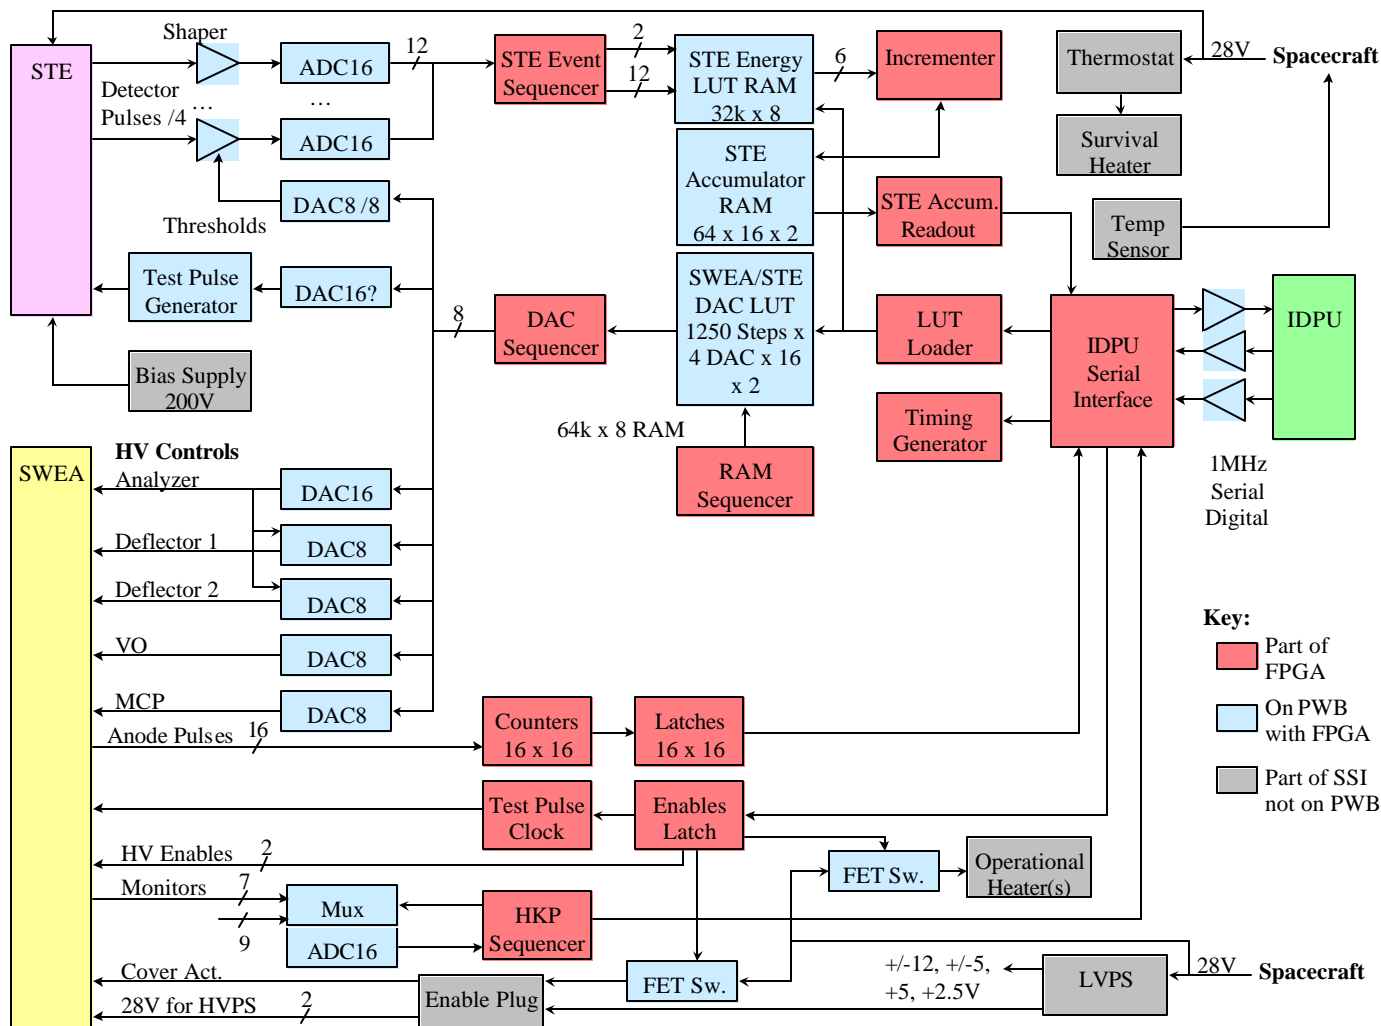 Shaper
STE
ADC16
12
STE Event
Sequencer
2
12
STE Energy
LUT RAM
32k x 8
6
Incrementer
Thermostat
28V
Spacecraft
Detector
Pulses /4
...
...
ADC16
Survival
Heater
STE
Accumulator
RAM
64 x 16 x 2
STE Accum.
Readout
Temp
Sensor
DAC8 /8
Thresholds
Test Pulse
Generator
DAC16?
8
DAC
Sequencer
SWEA/STE
DAC LUT
1250 Steps x
4 DAC x 16
x 2
LUT
Loader
IDPU
Serial
Interface
IDPU
Bias Supply
200V
64k x 8 RAM
Timing
Generator
RAM
Sequencer
1MHz
Serial
Digital
HV Controls
SWEA
Analyzer
DAC16
Deflector 1
DAC8
Deflector 2
DAC8
VO
DAC8
MCP
DAC8
Anode Pulses
16
Counters
16 x 16
Latches
16 x 16
Key:
Part of
FPGA
On PWB
with FPGA
Part of SSI
not on PWB
Test Pulse
Clock
Enables
Latch
HV Enables
2
FET Sw.
Operational
Heater(s)
Monitors
7
9
Mux
ADC16
HKP
Sequencer
Cover Act.
FET Sw.
Enable Plug
28V for HVPS
2
+/-12, +/-5,
+5, +2.5V
LVPS
28V
Spacecraft